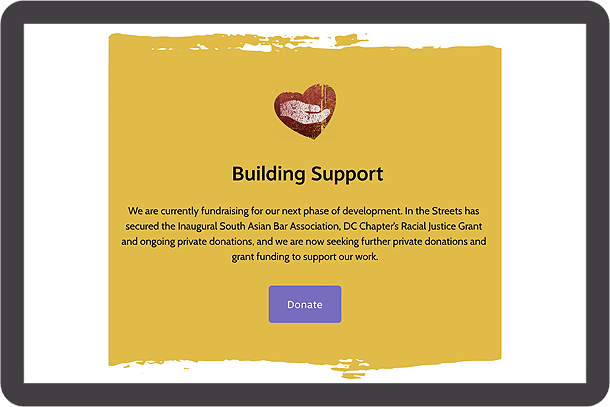 Building Support
We are currently fundraising for our next phase of development. In the Streets has
secured the Inaugural South Asian Bar Association, DC Chapter's Racial Justice Grant
and ongoing private donations, and we are now seeking further private donations and
grant funding to support our work.
Donate